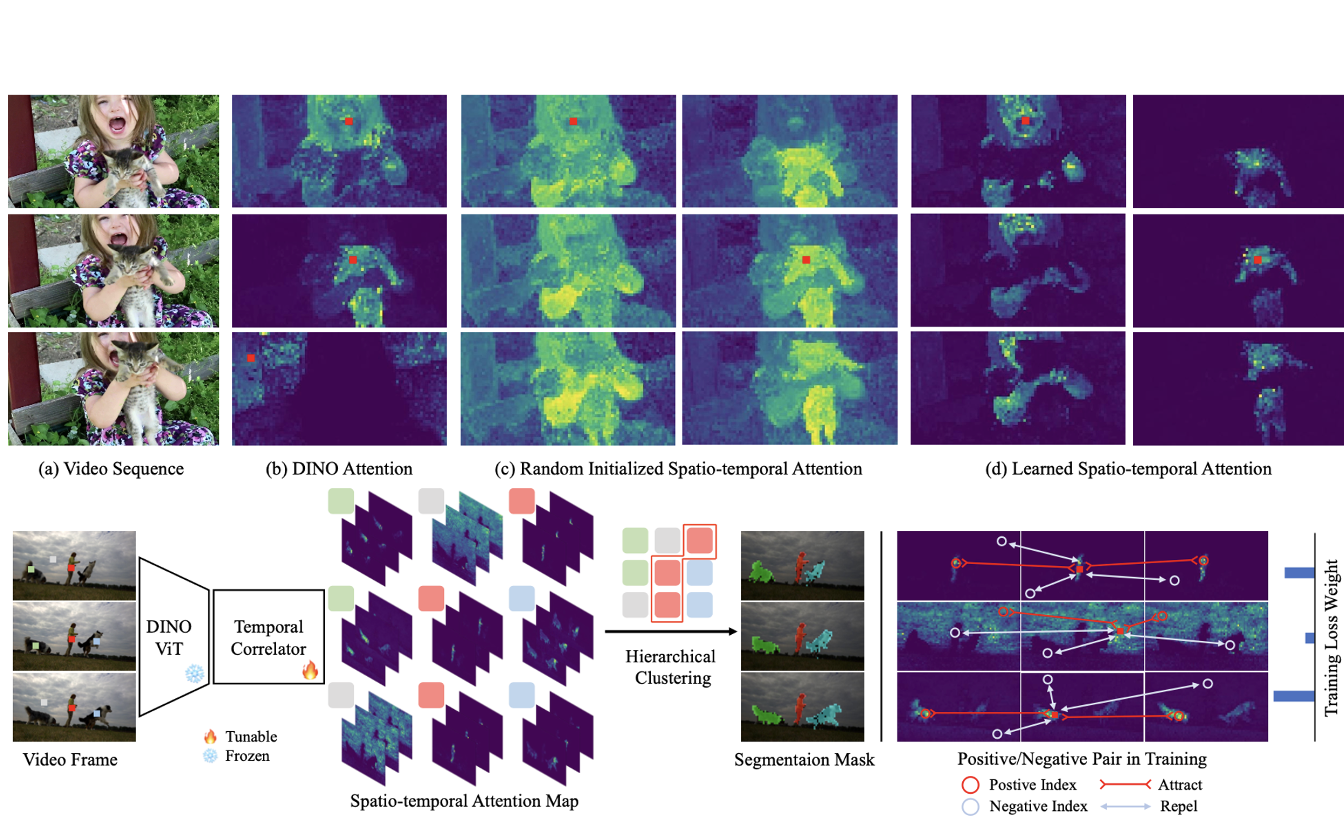 (a) Video Sequence
(b) DINO Attention
(c) Random Initialized Spatio-temporal Attention
(d) Learned Spatio-temporal Attention
DINO
ViT
Temporal
Correlator
Tunable
Frozen
Video Frame
Spatio-temporal Attention Map
Hierarchical
Clustering
Segmentaion Mask
Positive/Negative Pair in Training
Postive Index
Attract
Negative Index
Repel
Training Loss Weight